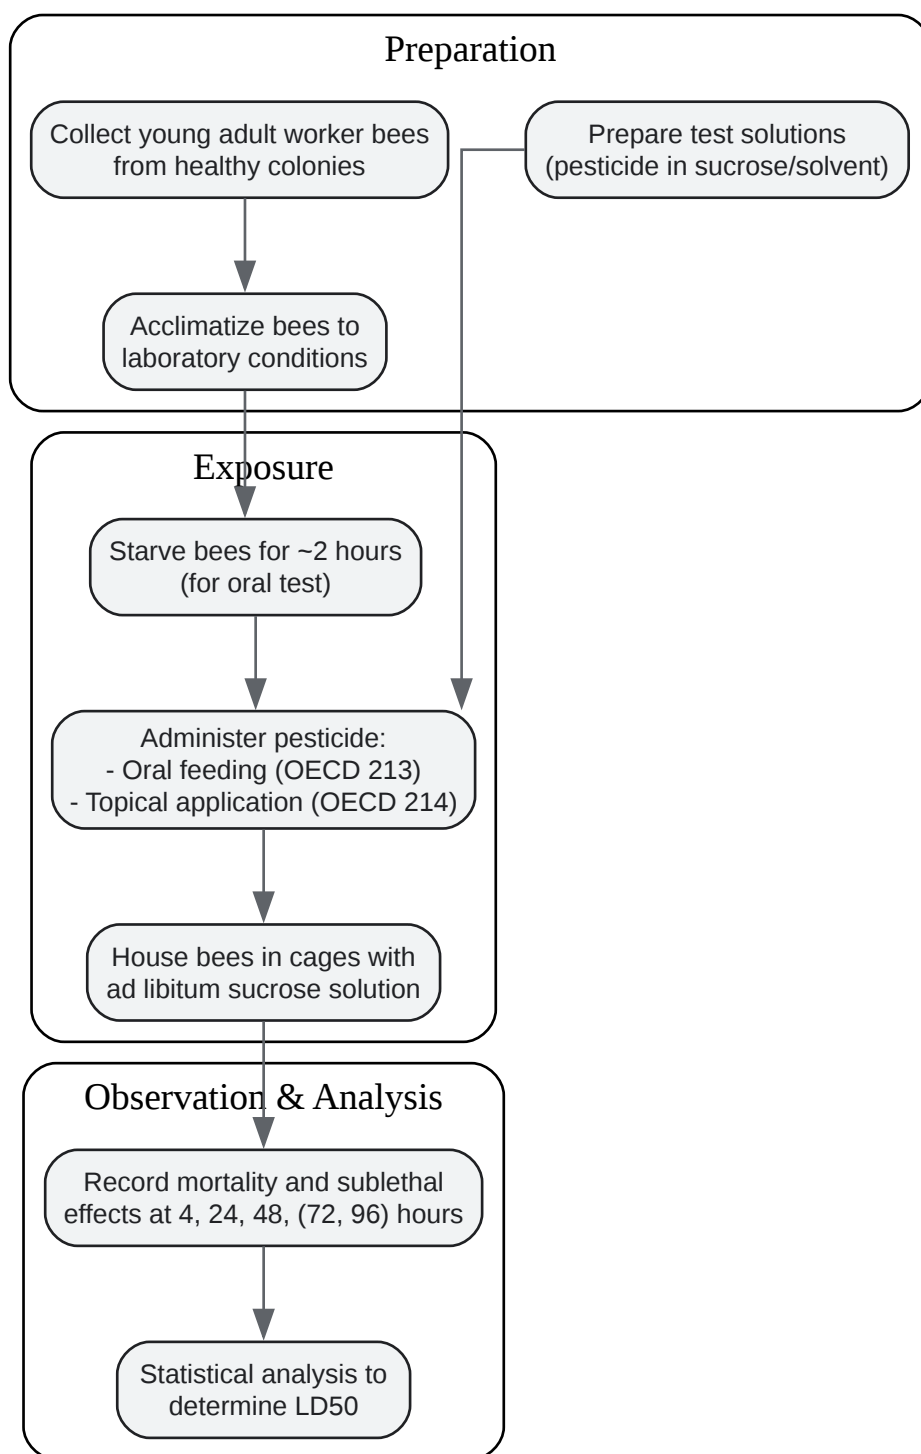 Preparation
Collect young adult worker bees
from healthy colonies
Prepare test solutions
(pesticide in sucrose/solvent)
Acclimatize bees to
laboratory conditions
Exposure
Starve bees for ~2 hours
(for oral test)
Administer pesticide:
- Oral feeding (OECD 213)
- Topical application (OECD 214)
House bees in cages with
ad libitum sucrose solution
Observation & Analysis
Record mortality and sublethal
effects at 4, 24, 48, (72, 96) hours
Statistical analysis to
determine LD50